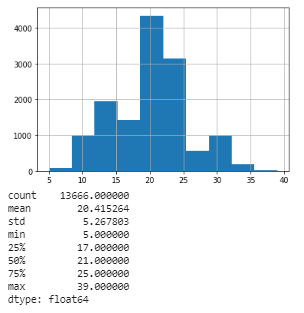 4000
3000
2000
1000
0
5 10 15 20 25 30 35 40
count 13666.000000
mean 20.415264
std 5.267803
min 5.000000
25% 17.000000
50% 21.000000
75% 25.000000
max 39.000000
dtype: float64